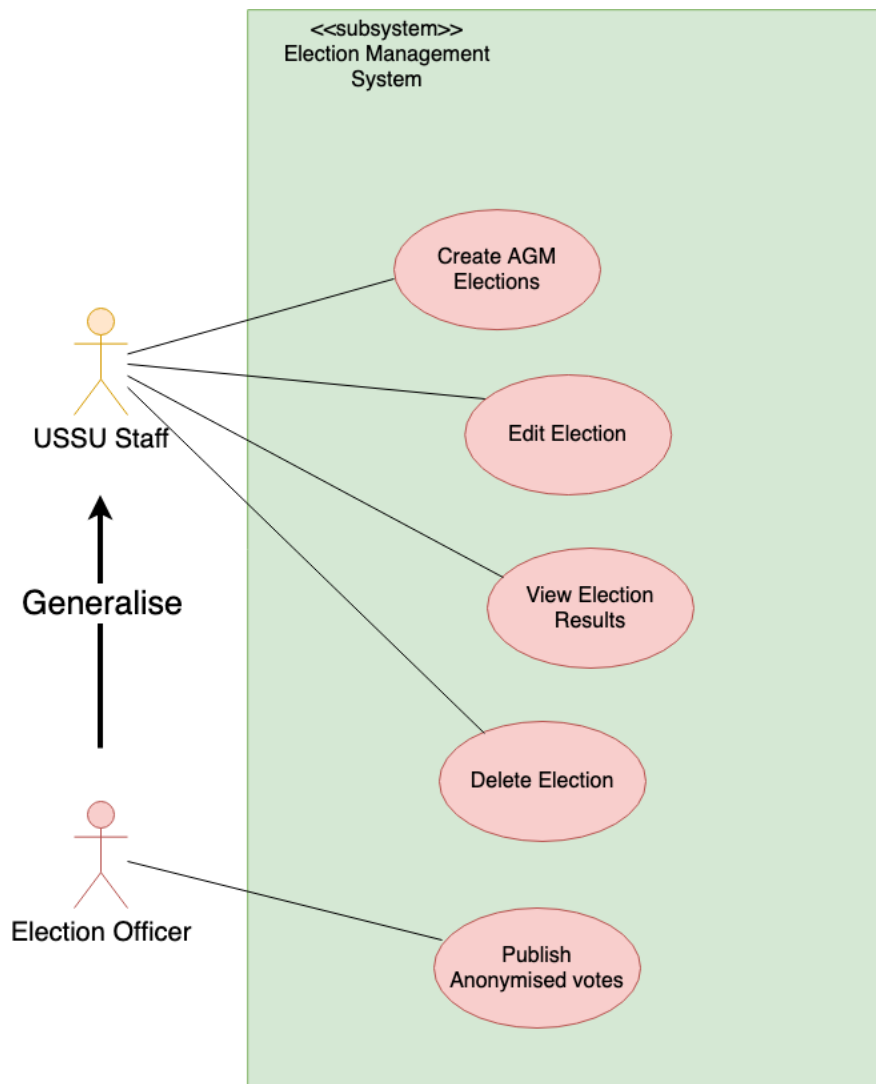 <<subsystem>>
Election Management
System
Create AGM
Elections
USSU Staff
Edit Election
Generalise
View Election
Results
Delete Election
Election Officer
Publish
Anonymised votes